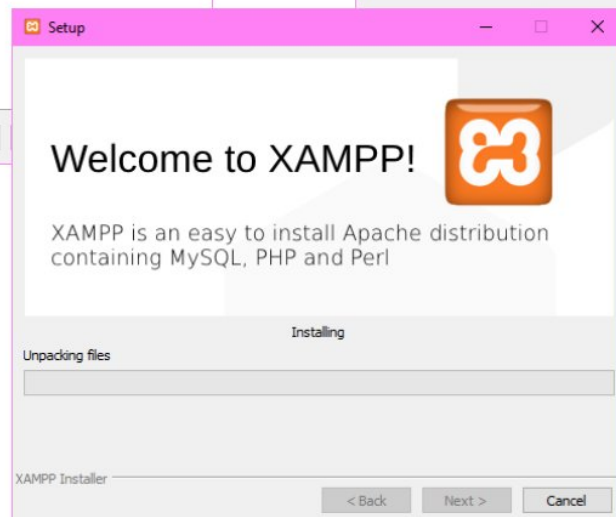 Setup
Welcome to XAMPP!
XAMPP is an easy to install Apache distribution
containing MySQL, PHP and Perl
Installing
Unpacking files
XAMPP Installer
< Back Next > Cancel